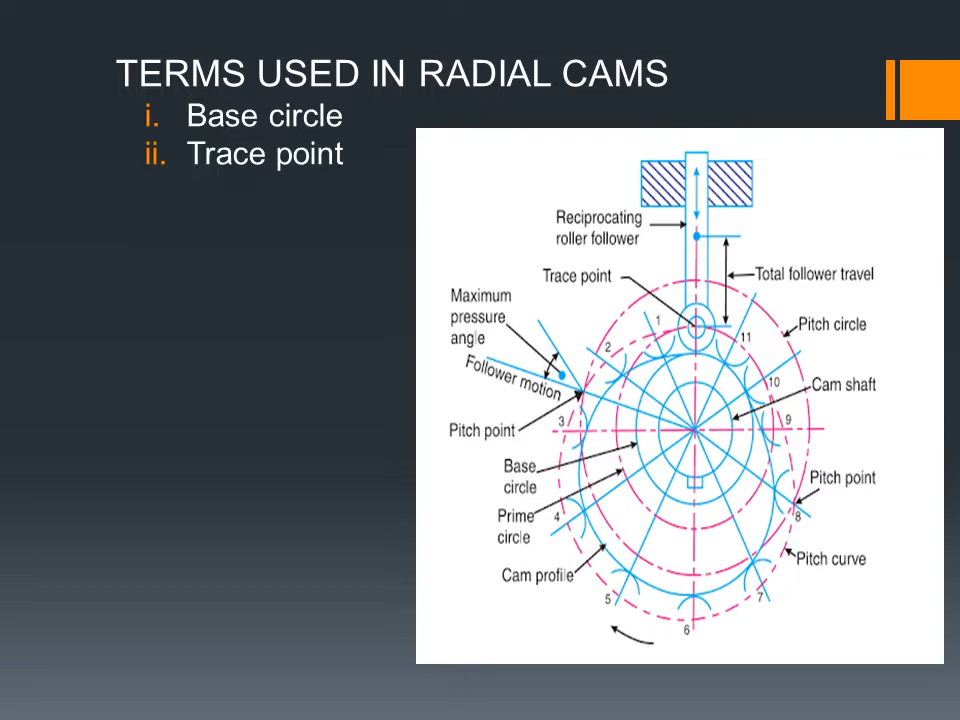 TERMS USED IN RADIAL CAMS
i. Base circle
ii. Trace point
Reciprocating
roller follower
Trace point
Total follower travel
Maximum
pressure
angle
Pitch circle
Follower motion
Cam shaft
Pitch point
Base
circle
Pitch point
Prime
circle
Pitch curve
Cam profile
1
2
3
4
5
6
7
8
9
10
11